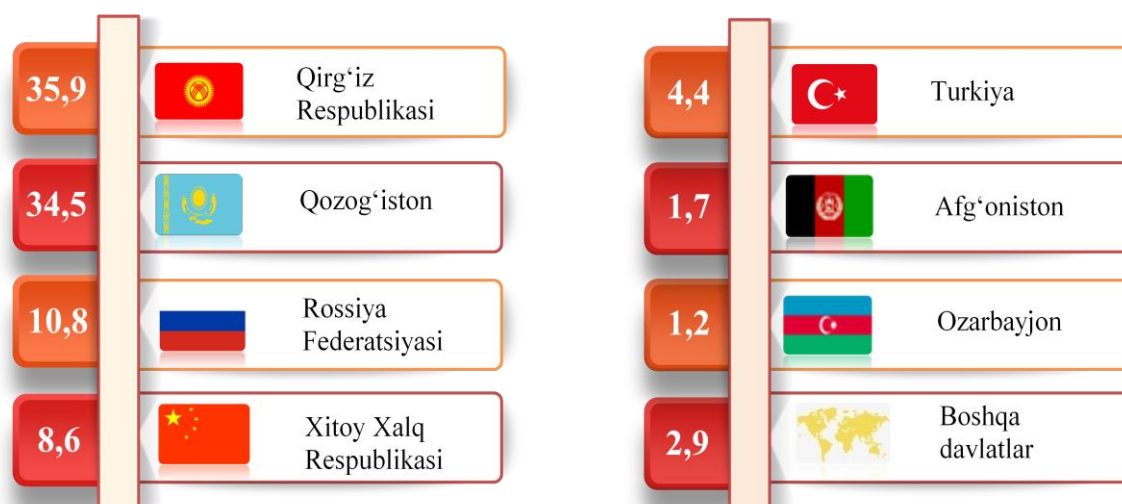 35,9
Qirg‘iz
Respublikasi
34,5
Qozog‘iston
10,8
Rossiya
Federatsiyasi
8,6
Xitoy Xalq
Respublikasi
4,4
Turkiya
1,7
Afg‘oniston
1,2
Ozarbayjon
2,9
Boshqa
davlatlar